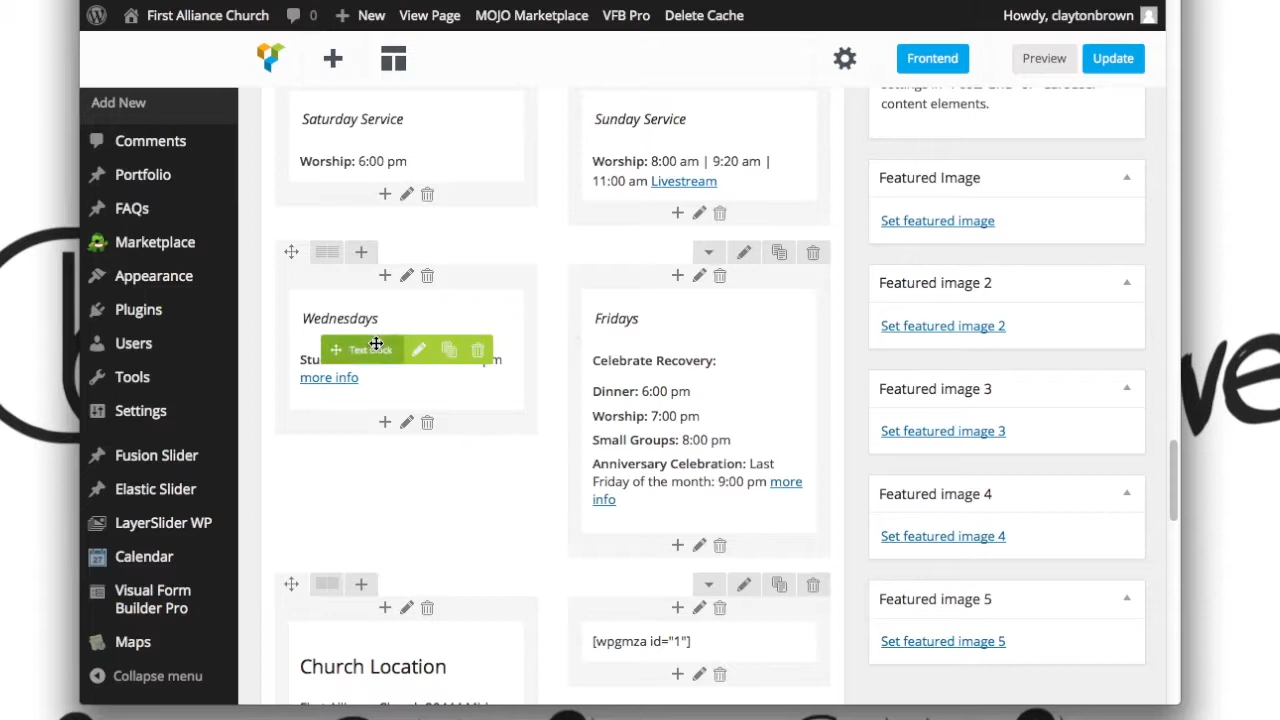 First Alliance Church 0 New View Page MOJO Marketplace VFB Pro Delete Cache Howdy, claytonbrown
Frontend Preview Update
Add New
Comments
Portfolio
FAQs
Marketplace
Appearance
Plugins
Users
Tools
Settings
Fusion Slider
Elastic Slider
LayerSlider WP
Calendar
Visual Form
Builder Pro
Maps
Collapse menu
Saturday Service
Worship: 6:00 pm
Sunday Service
Worship: 8:00 am | 9:20 am |
11:00 am Livestream
Wednesdays
Text Block
more info
Fridays
Celebrate Recovery:
Dinner: 6:00 pm
Worship: 7:00 pm
Small Groups: 8:00 pm
Anniversary Celebration: Last
Friday of the month: 9:00 pm more
info
Church Location
[wpgmza id="1"]
content elements.
Featured Image
Set featured image
Featured image 2
Set featured image 2
Featured image 3
Set featured image 3
Featured image 4
Set featured image 4
Featured image 5
Set featured image 5